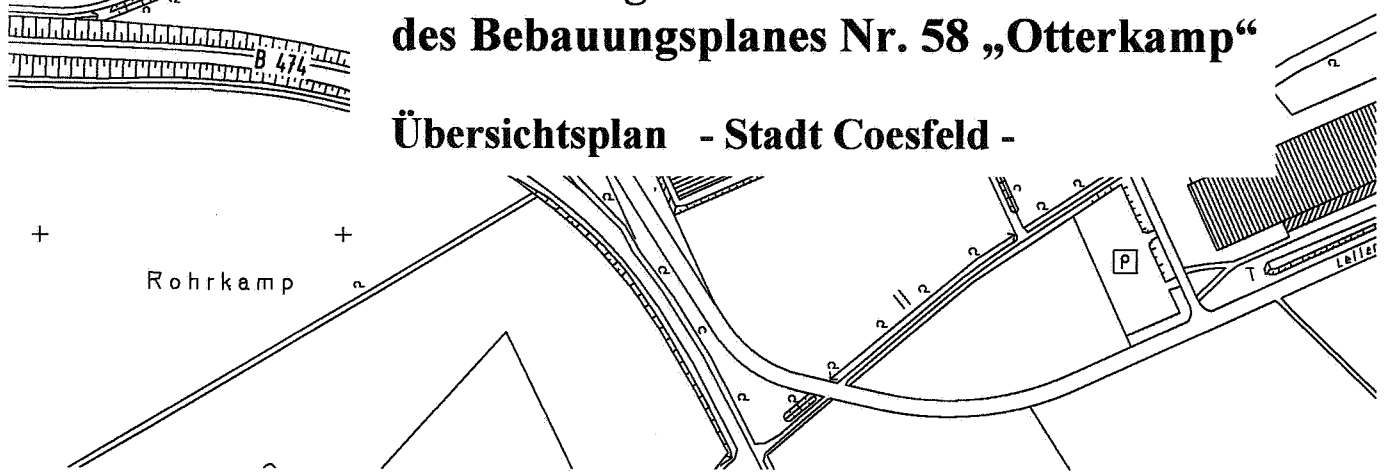 des Bebauungsplanes Nr. 58 „Otterkamp“
B 474
Übersichtsplan - Stadt Coesfeld -
Rohrkamp
P
T